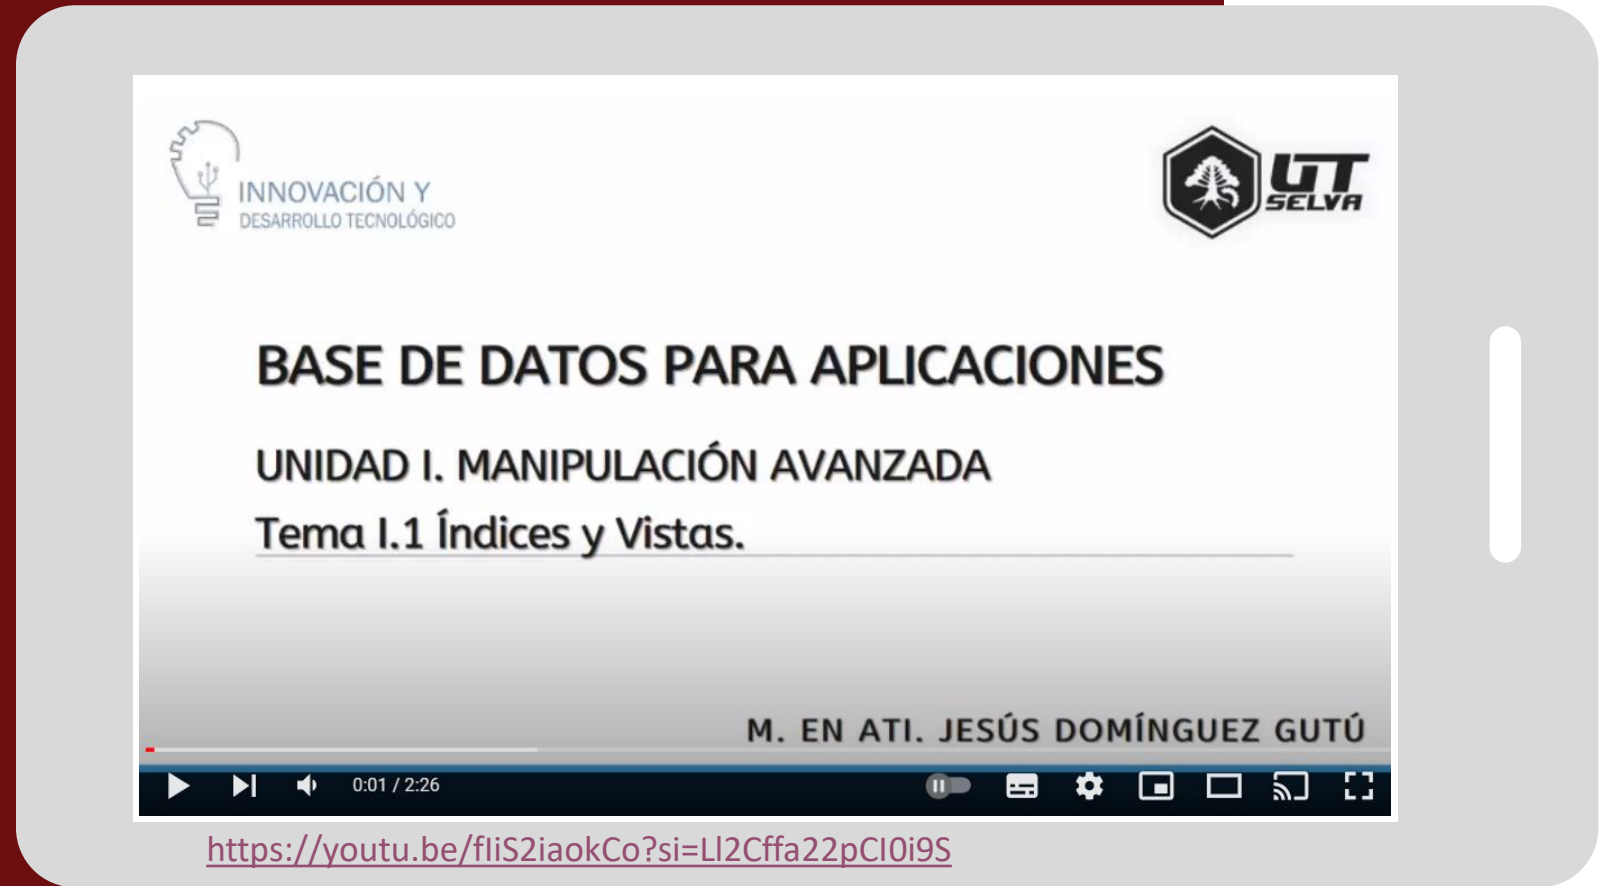 INNOVACIÓN Y
DESARROLLO TECNOLÓGICO
UT
SELVA
BASE DE DATOS PARA APLICACIONES
UNIDAD I. MANIPULACIÓN AVANZADA
Tema I.1 Índices y Vistas.
M. EN ATI. JESÚS DOMÍNGUEZ GUTÚ
0:01 / 2:26
https://youtu.be/fIiS2iaokCo?si=Ll2Cffa22pCI0i9S